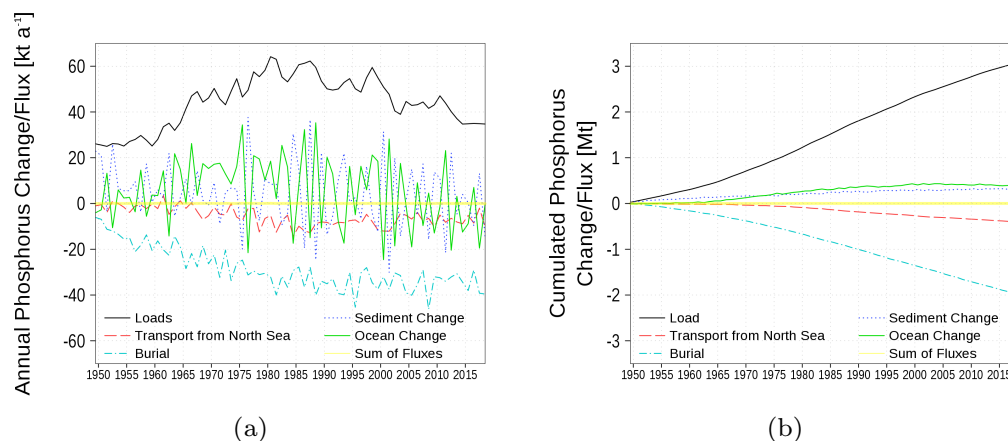 Annual Phosphorus Change/Flux [kt a⁻¹]
60
40
20
0
-20
-40
-60
Loads
Transport from North Sea
Burial
Sediment Change
Ocean Change
Sum of Fluxes
1950 1955 1960 1965 1970 1975 1980 1985 1990 1995 2000 2005 2010 2015
(a)
Cumulated Phosphorus
Change/Flux [Mt]
3
2
1
0
-1
-2
-3
Loads
Transport from North Sea
Burial
Sediment Change
Ocean Change
Sum of Fluxes
1950 1955 1960 1965 1970 1975 1980 1985 1990 1995 2000 2005 2010 2015
(b)